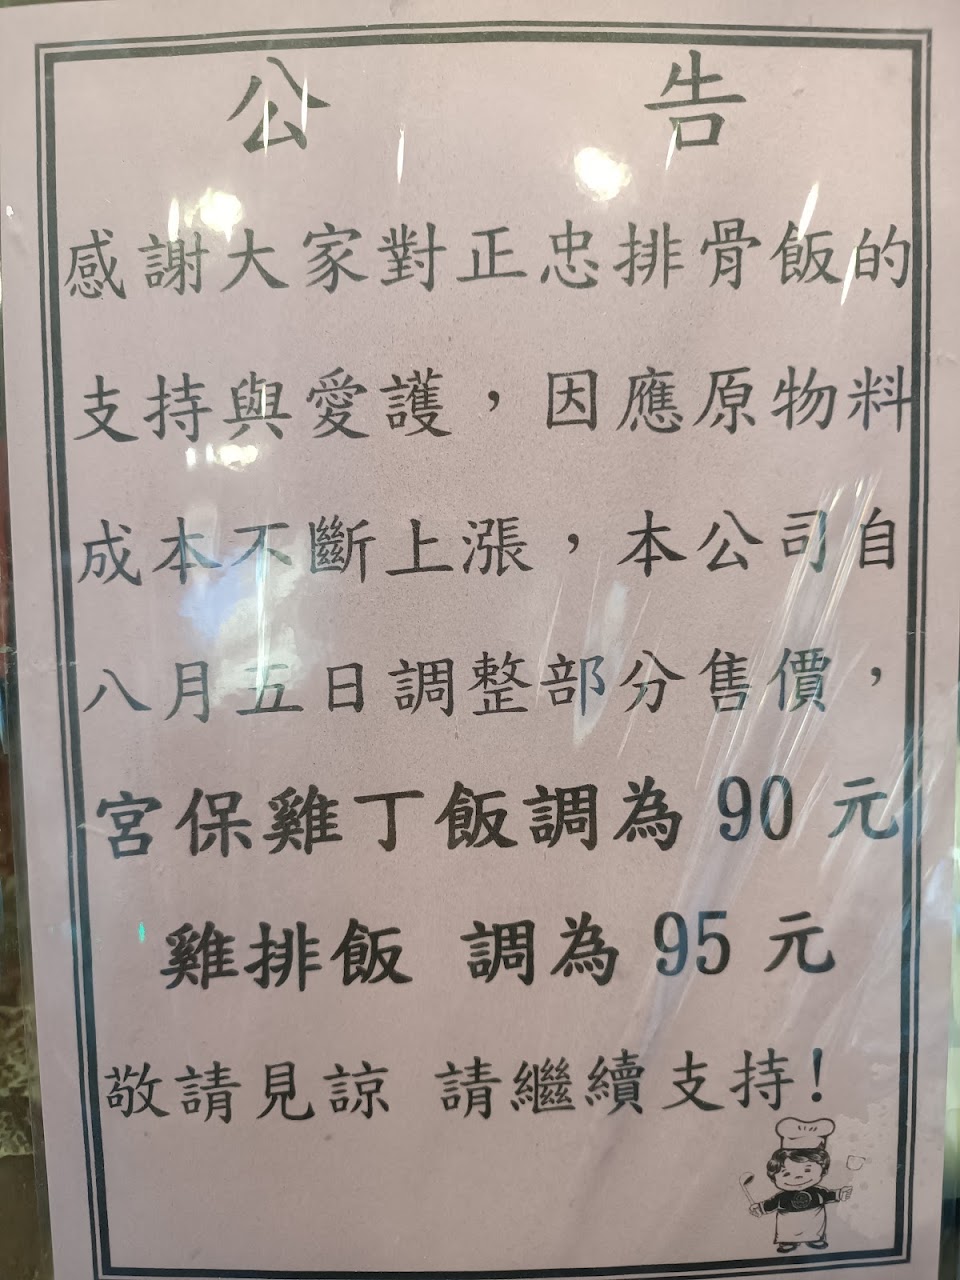 公 告
感謝大家對正忠排骨飯的
支持與愛護，因應原物料
成本不斷上漲，本公司自
八月五日調整部分售價，
宮保雞丁飯調為 90 元
雞排飯 調為 95 元
敬請見諒 請繼續支持!